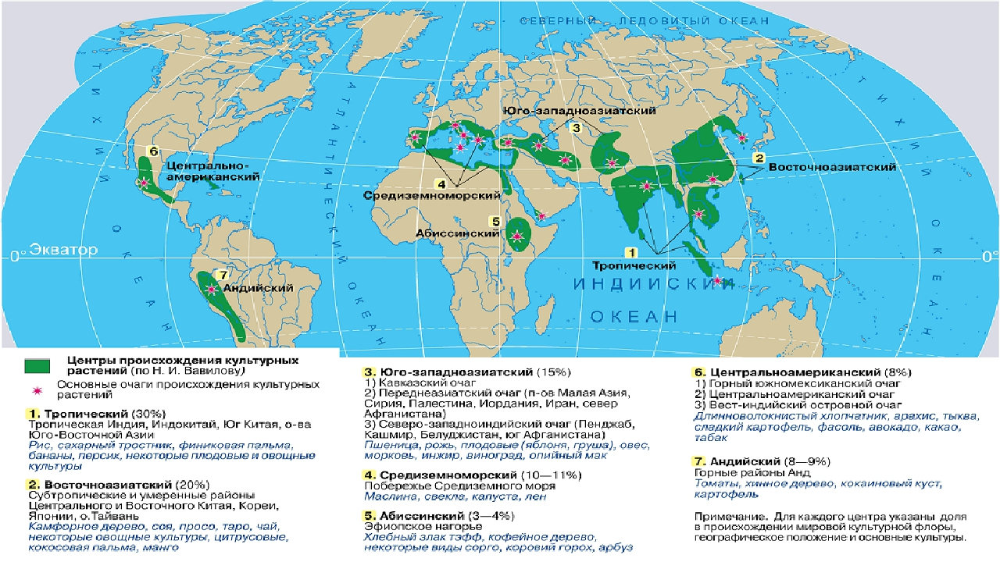 СЕВЕРНЫЙ ЛЕДОВИТЫЙ ОКЕАН
ТИХИЙ
ОКЕАН
АТЛАНТИЧЕСКИЙ
ОКЕАН
ТИХИЙ
ОКЕАН
Юго-западноазиатский
3
6
Центрально-
американский
2
Восточноазиатский
4
Средиземноморский
5
Абиссинский
1
Тропический
0° Экватор
0°
7
Андийский
ИНДИЙСКИЙ
ОКЕАН
Центры происхождения культурных
растений (по Н. И. Вавилову)
Основные очаги происхождения культурных
растений
1. Тропический (30%)
Тропическая Индия, Индокитай, Юг Китая, о-ва
Юго-Восточной Азии
Рис, сахарный тростник, финиковая пальма,
бананы, персик, некоторые плодовые и овощные
культуры
2. Восточноазиатский (20%)
Субтропические и умеренные районы
Центрального и Восточного Китая, Кореи,
Японии, о.Тайвань
Камфорное дерево, соя, просо, таро, чай,
некоторые овощные культуры, цитрусовые,
кокосовая пальма, манго
3. Юго-западноазиатский (15%)
1) Кавказский очаг
2) Переднеазиатский очаг (п-ов Малая Азия,
Сирия, Палестина, Иордания, Иран, север
Афганистана)
3) Северо-западноиндийский очаг (Пенджаб,
Кашмир, Белуджистан, юг Афганистана)
Пшеница, рожь, плодовые (яблоня, груша), овес,
морковь, инжир, виноград, опийный мак
4. Средиземноморский (10—11%)
Побережье Средиземного моря
Маслина, свекла, капуста, лен
5. Абиссинский (3—4%)
Эфиопское нагорье
Хлебный злак тэфф, кофейное дерево,
некоторые виды сорго, коровий горох, арбуз
6. Центральноамериканский (8%)
1) Горный южномексиканский очаг
2) Центральноамериканский очаг
3) Вест-индийский островной очаг
Длинноволокнистый хлопчатник, арахис, тыква,
сладкий картофель, фасоль, авокадо, какао,
табак
7. Андийский (8—9%)
Горные районы Анд
Томаты, хинное дерево, кокаиновый куст,
картофель
Примечание. Для каждого центра указаны доля
в происхождении мировой культурной флоры,
географическое положение и основные культуры.